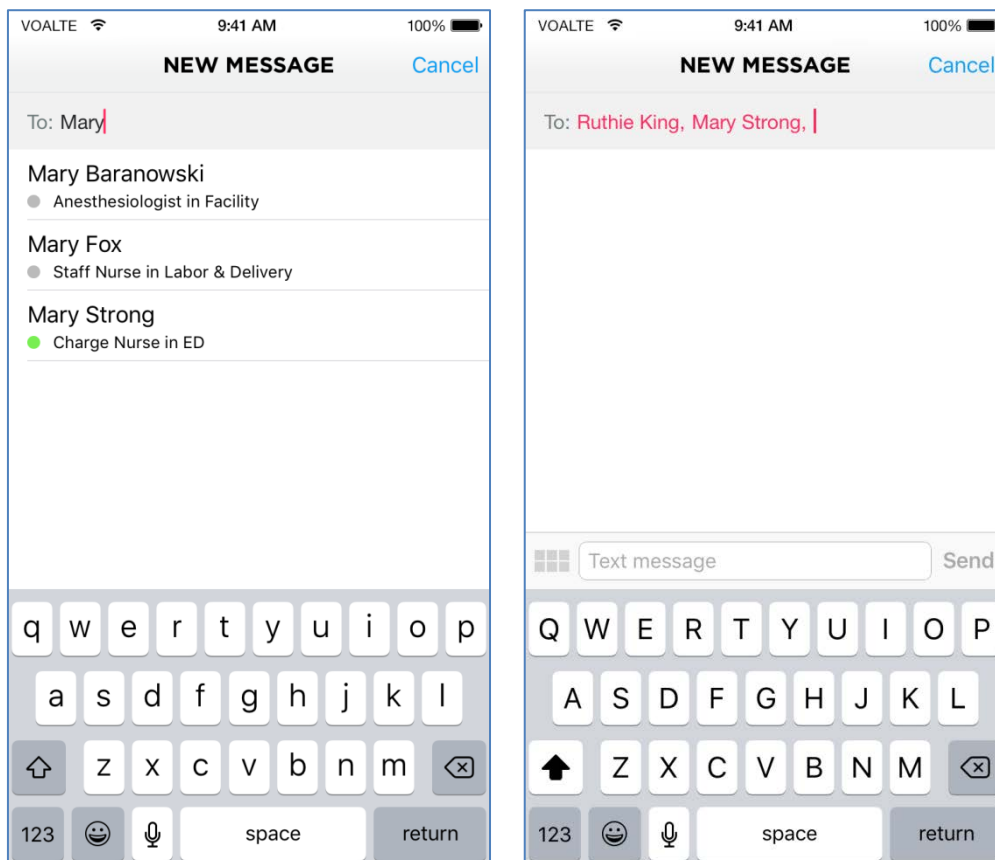 VOALTE 9:41 AM 100%
NEW MESSAGE Cancel
To: Mary
Mary Baranowski
Anesthesiologist in Facility
Mary Fox
Staff Nurse in Labor & Delivery
Mary Strong
Charge Nurse in ED
q w e r t y u i o p
a s d f g h j k l
z x c v b n m
123 space return
VOALTE 9:41 AM 100%
NEW MESSAGE Cancel
To: Ruthie King, Mary Strong,
Text message Send
Q W E R T Y U I O P
A S D F G H J K L
Z X C V B N M
123 space return